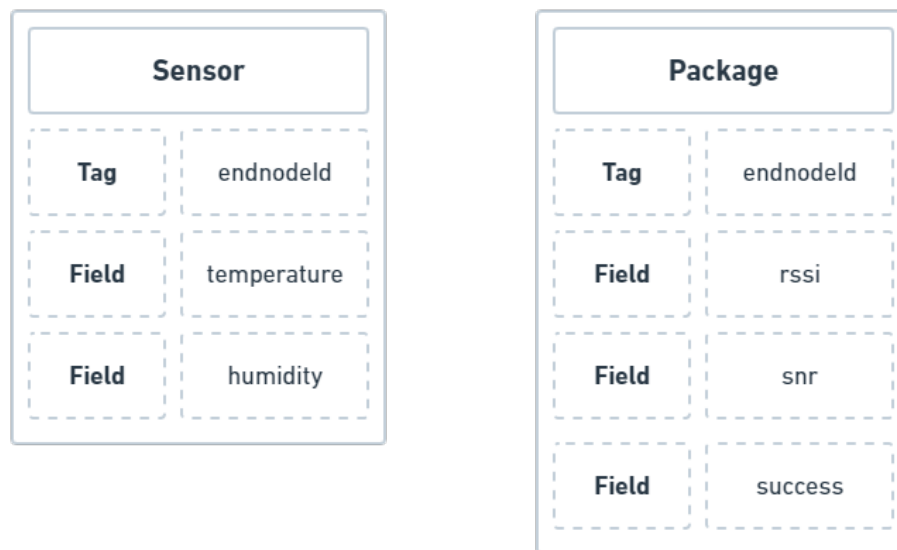 Sensor
Tag endnodeId
Field temperature
Field humidity
Package
Tag endnodeId
Field rssi
Field snr
Field success